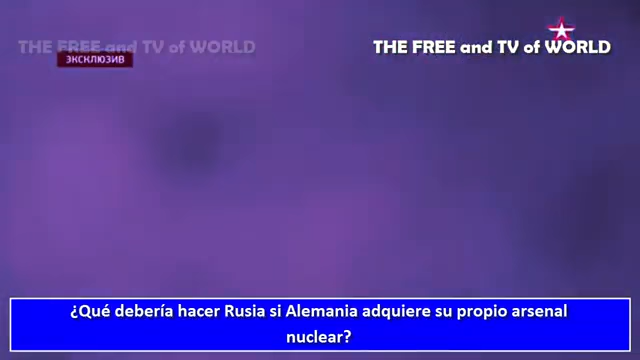 THE FREE and TV of WORLD
THE FREE and TV of WORLD
ЭКСКЛЮЗИВ
¿Qué debería hacer Rusia si Alemania adquiere su propio arsenal
nuclear?